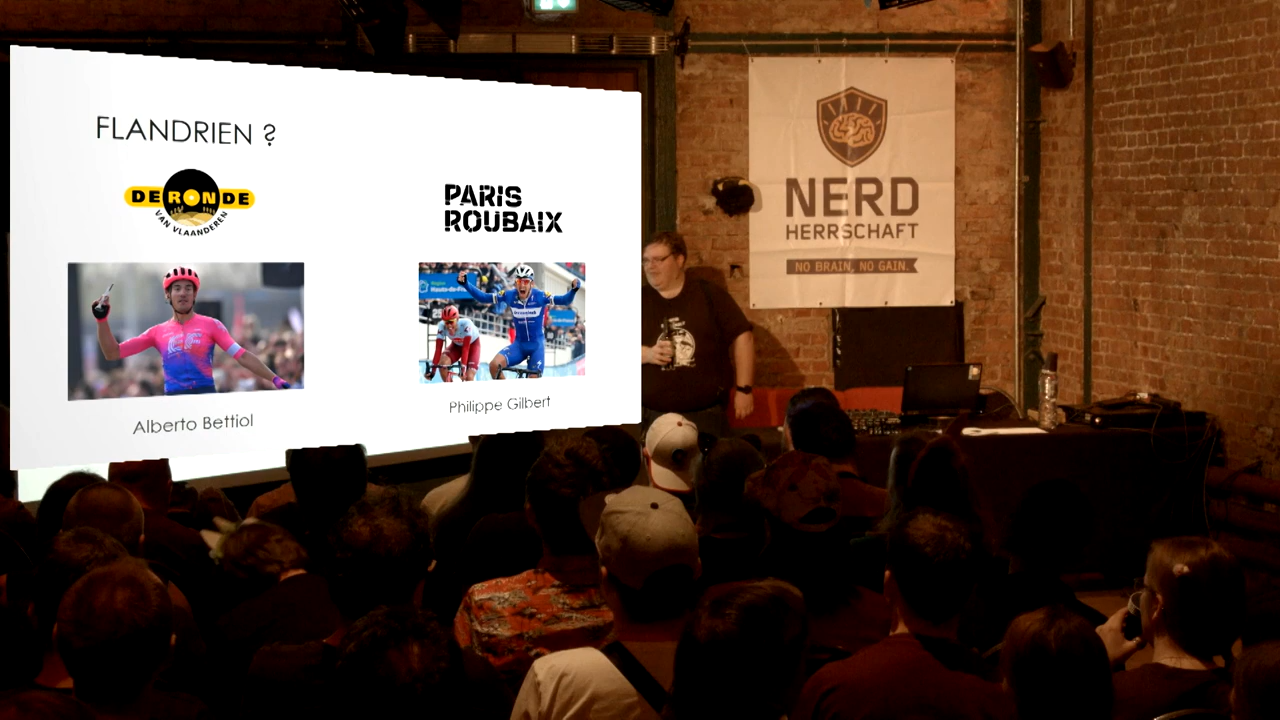 FLANDRIEN ?
DE RONDE
VAN VLAANDEREN
PARIS
ROUBAIX
Alberto Bettiol
Philippe Gilbert
NERD
HERRSCHAFT
NO BRAIN, NO GAIN.